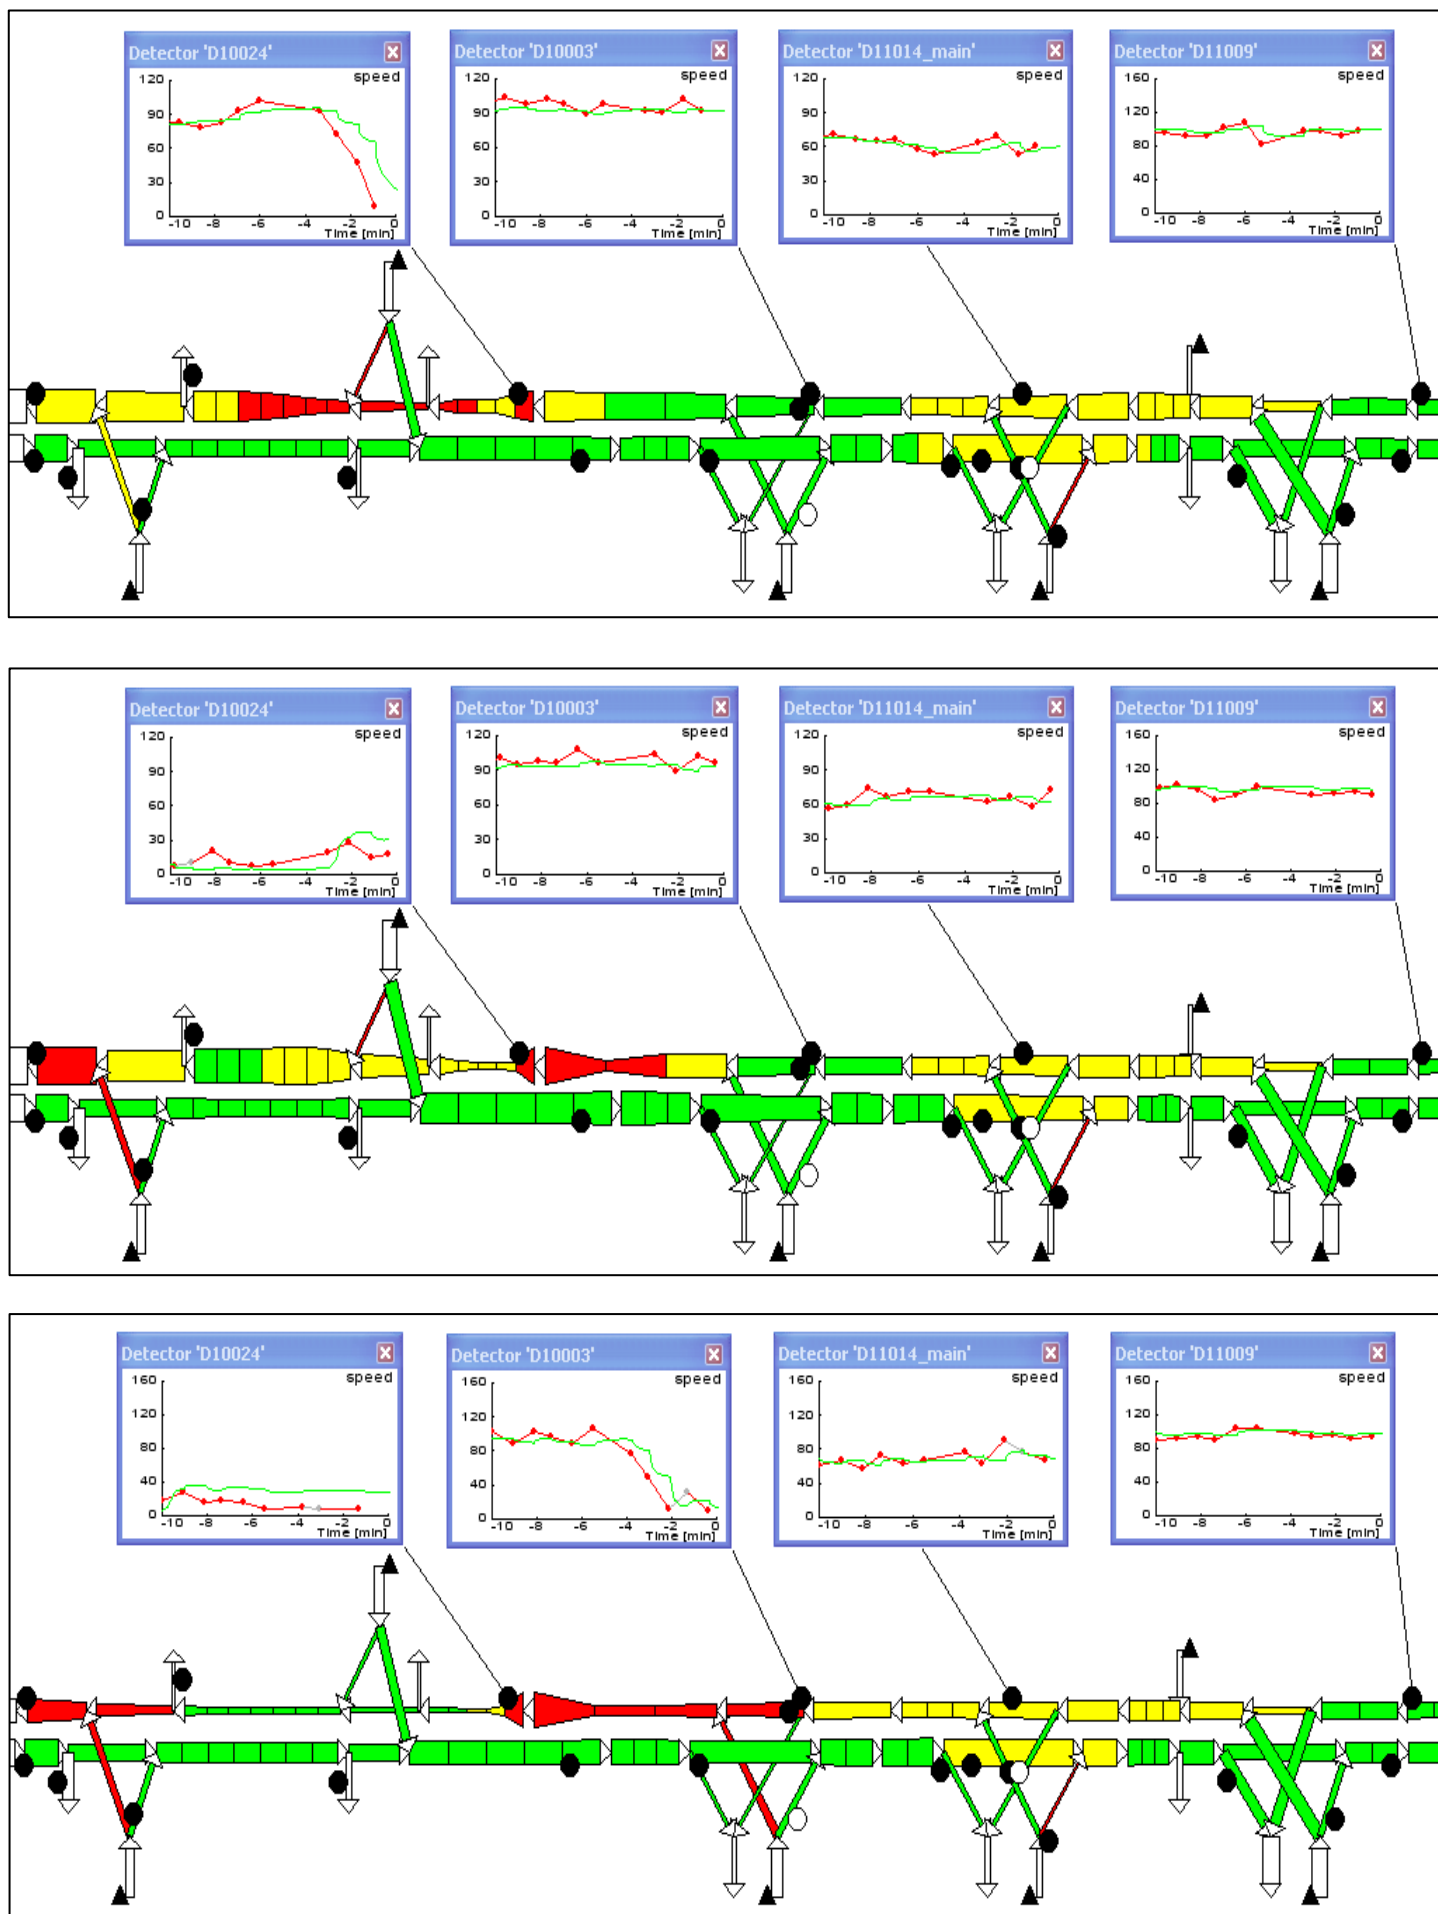 Detector 'D10024' Detector 'D10003' Detector 'D11014_main' Detector 'D11009'
speed speed speed speed
120 120 120 160
90 90 90 120
60 60 60 80
30 30 30 40
0 0 0 0
-10 -8 -6 -4 -2 0 -10 -8 -6 -4 -2 0 -10 -8 -6 -4 -2 0 -10 -8 -6 -4 -2 0
Time [min] Time [min] Time [min] Time [min]
Detector 'D10024' Detector 'D10003' Detector 'D11014_main' Detector 'D11009'
speed speed speed speed
120 120 120 160
90 90 90 120
60 60 60 80
30 30 30 40
0 0 0 0
-10 -8 -6 -4 -2 0 -10 -8 -6 -4 -2 0 -10 -8 -6 -4 -2 0 -10 -8 -6 -4 -2 0
Time [min] Time [min] Time [min] Time [min]
Detector 'D10024' Detector 'D10003' Detector 'D11014_main' Detector 'D11009'
speed speed speed speed
160 160 160 160
120 120 120 120
80 80 80 80
40 40 40 40
0 0 0 0
-10 -8 -6 -4 -2 0 -10 -8 -6 -4 -2 0 -10 -8 -6 -4 -2 0 -10 -8 -6 -4 -2 0
Time [min] Time [min] Time [min] Time [min]